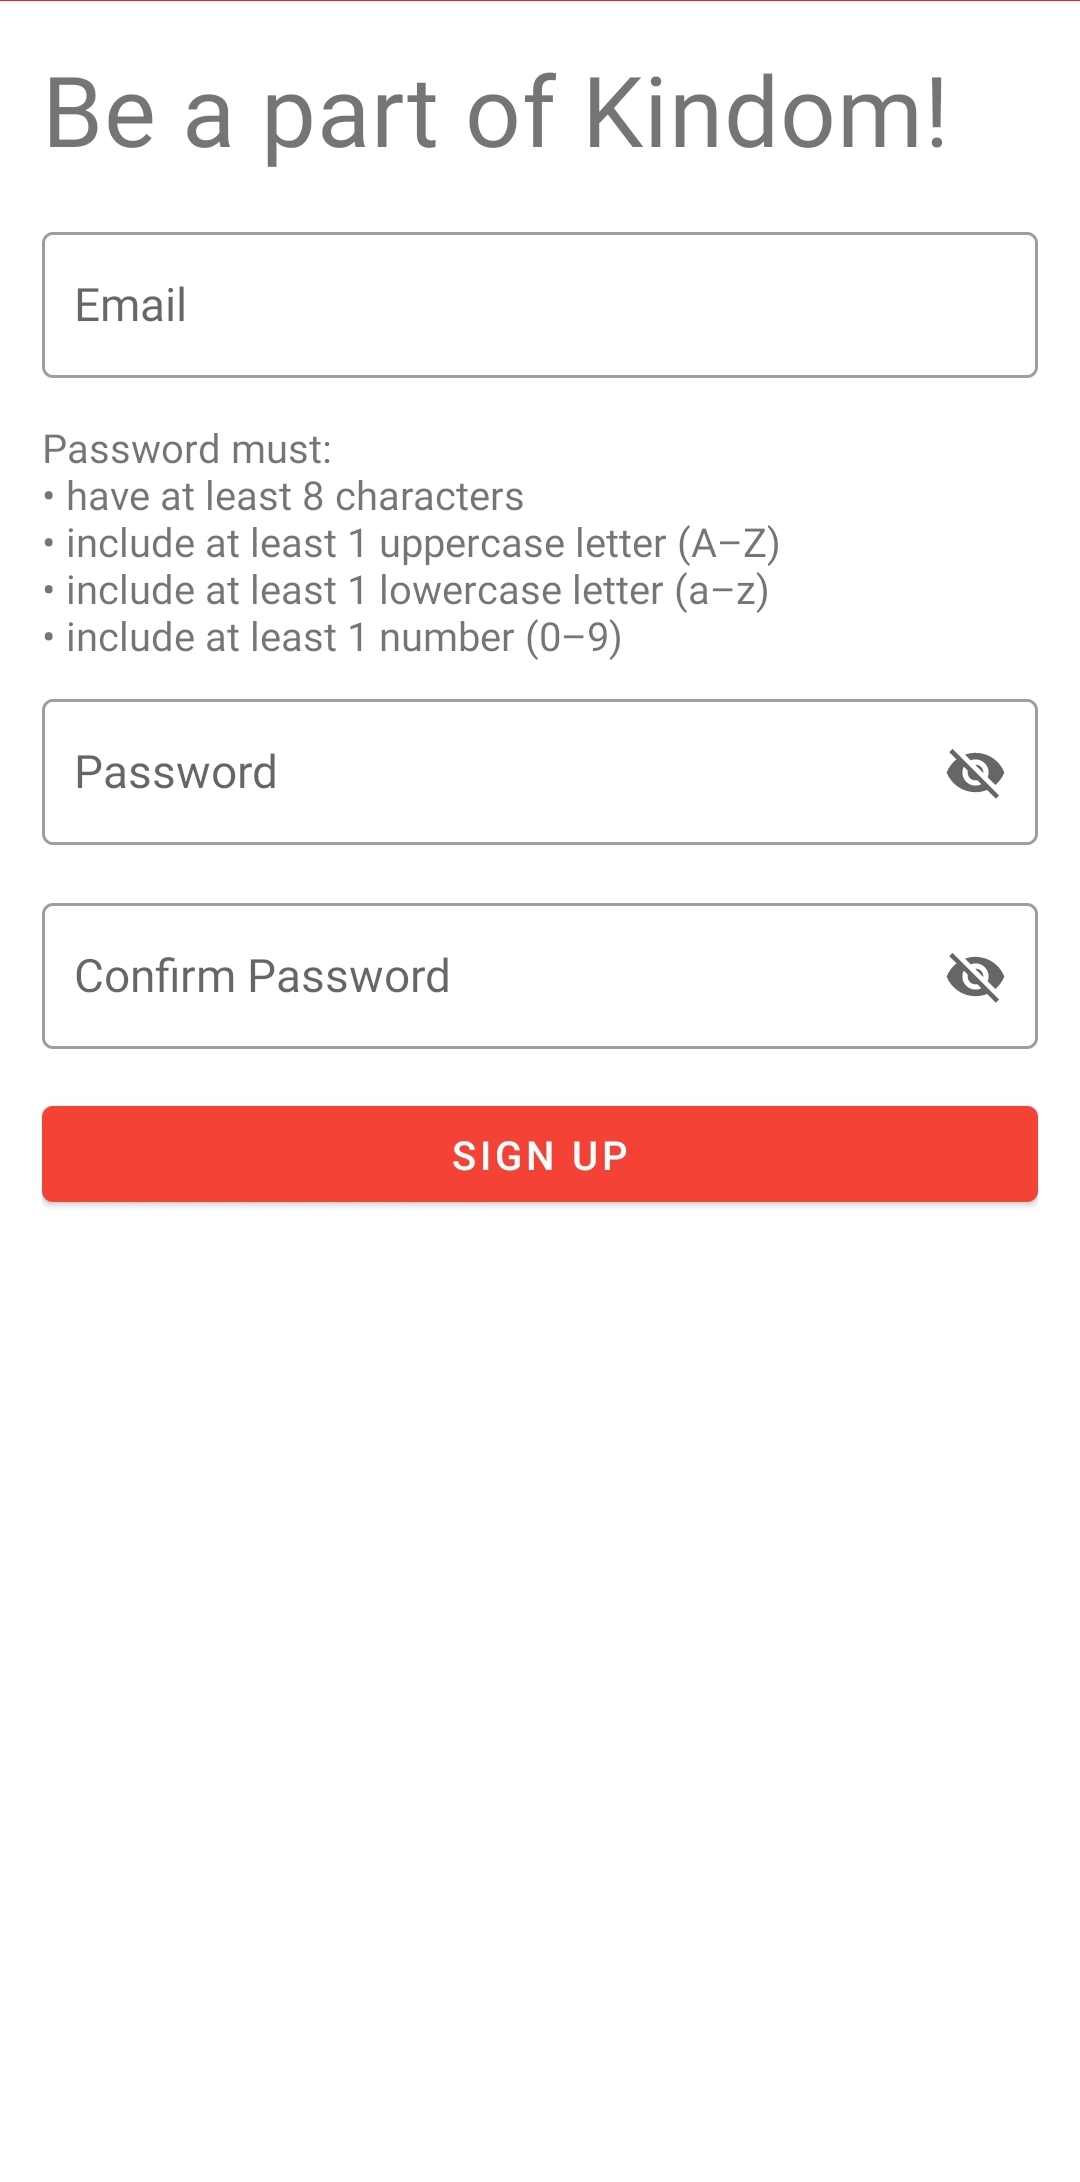 Be a part of Kindom!
Email
Password must:
• have at least 8 characters
• include at least 1 uppercase letter (A–Z)
• include at least 1 lowercase letter (a–z)
• include at least 1 number (0–9)
Password
Confirm Password
SIGN UP